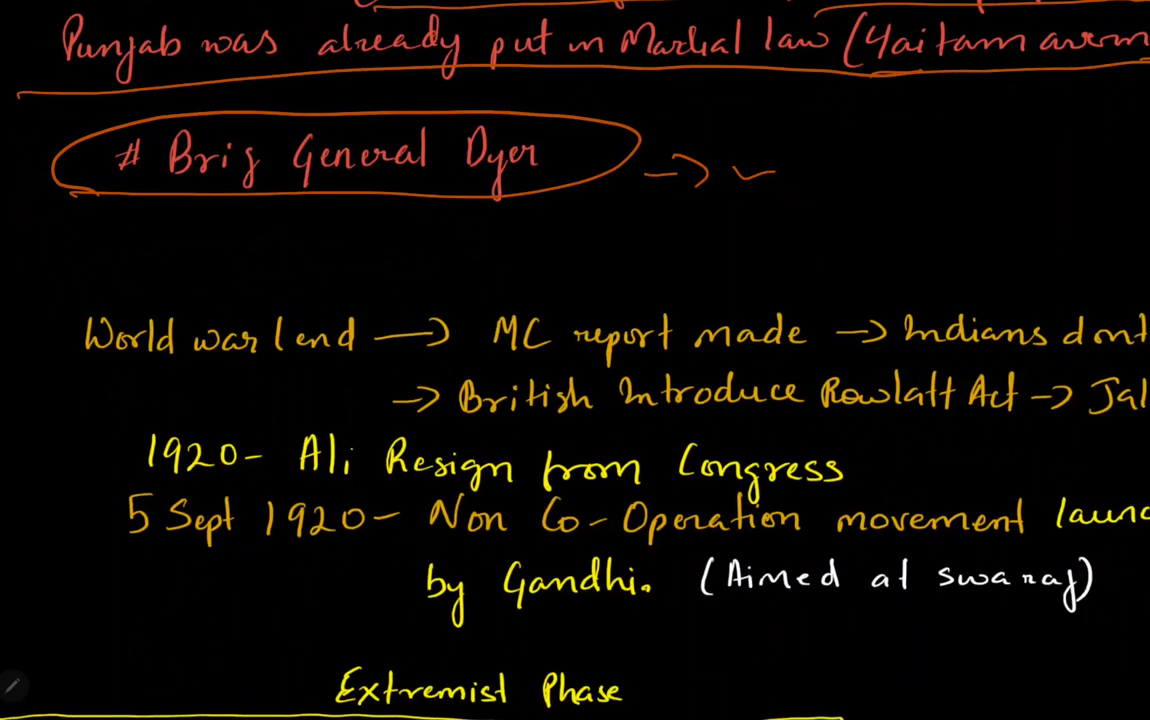 Punjab was already put in Martial law (
# Brig General Dyer
World war 1 end → MC report made → Indians dont
→ British Introduce Rowlatt Act → Jal
1920- Ali Resign from Congress
5 Sept 1920- Non Co-Operation movement launc
by Gandhi. (Aimed at swaraj)
Extremist Phase